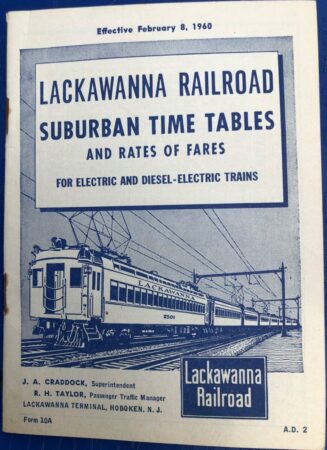 Effective February 8, 1960
LACKAWANNA RAILROAD
SUBURBAN TIME TABLES
AND RATES OF FARES
FOR ELECTRIC AND DIESEL-ELECTRIC TRAINS
LACKAWANNA
2501
J. A. CRADDOCK, Superintendent
R. H. TAYLOR, Passenger Traffic Manager
LACKAWANNA TERMINAL, HOBOKEN, N. J.
Form 10A
Lackawanna
Railroad
A.D. 2